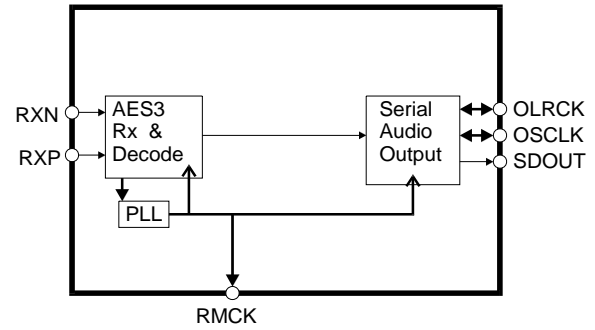 RXN
RXP
AES3
Rx &
Decode
PLL
Serial
Audio
Output
OLRCK
OSCLK
SDOUT
RMCK